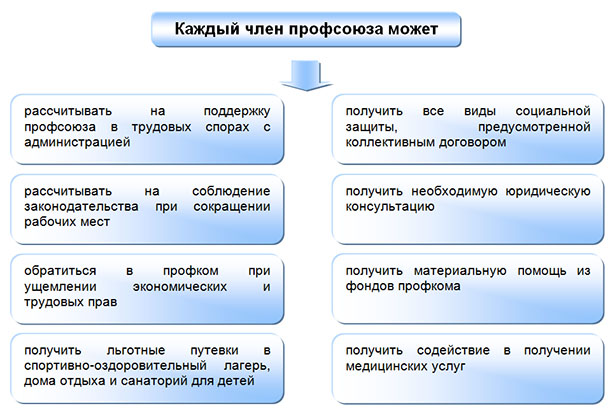 Каждый член профсоюза может
рассчитывать на поддержку
профсоюза в трудовых спорах с
администрацией
получить все виды социальной
защиты, предусмотренной
коллективным договором
рассчитывать на соблюдение
законодательства при сокращении
рабочих мест
получить необходимую юридическую
консультацию
обратиться в профком при
ущемлении экономических и
трудовых прав
получить материальную помощь из
фондов профкома
получить льготные путевки в
спортивно-оздоровительный лагерь,
дома отдыха и санаторий для детей
получить содействие в получении
медицинских услуг